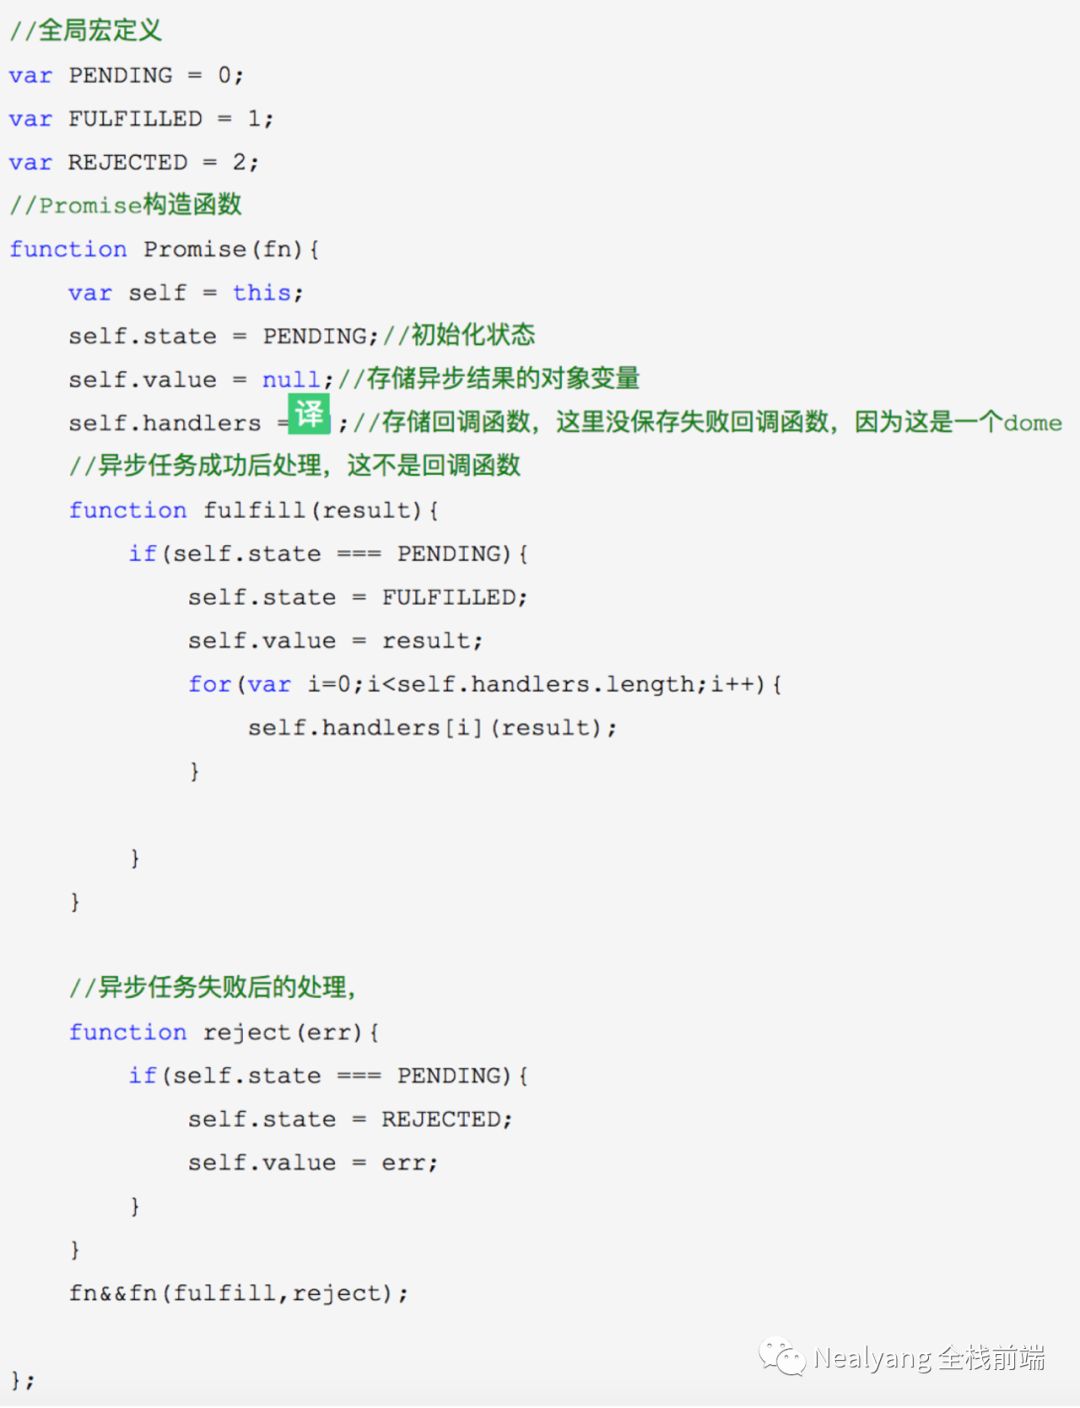 //全局宏定义
var PENDING = 0;
var FULFILLED = 1;
var REJECTED = 2;
//Promise构造函数
function Promise(fn){
    var self = this;
    self.state = PENDING;//初始化状态
    self.value = null;//存储异步结果的对象变量
    self.handlers =译 ;//存储回调函数，这里没保存失败回调函数，因为这是一个dome
    //异步任务成功后处理，这不是回调函数
    function fulfill(result){
        if(self.state === PENDING){
            self.state = FULFILLED;
            self.value = result;
            for(var i=0;i<self.handlers.length;i++){
                self.handlers[i](result);
            }
        }
    }
    //异步任务失败后的处理，
    function reject(err){
        if(self.state === PENDING){
            self.state = REJECTED;
            self.value = err;
        }
    }
    fn&&fn(fulfill,reject);
Nealyang 全栈前端
};